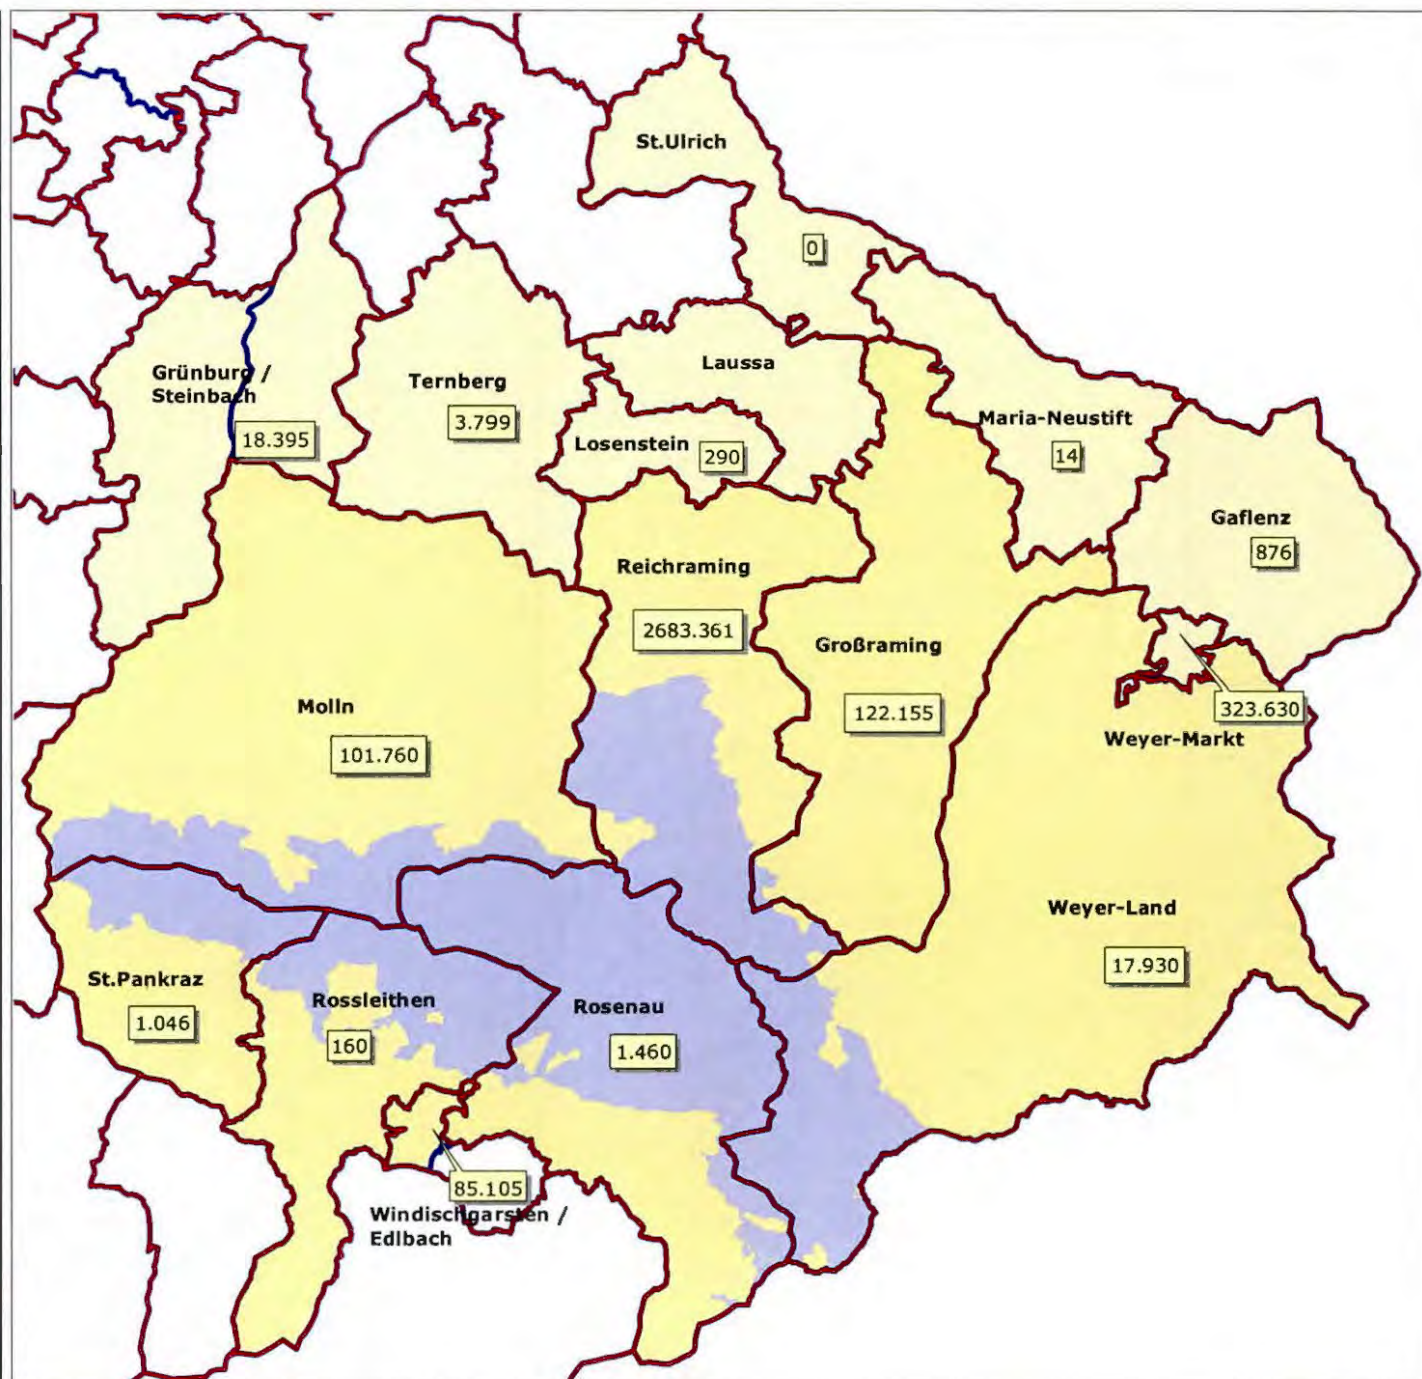 St.Ulrich
0
Grünburg /
Steinbach
18.395
Ternberg
3.799
Laussa
Losenstein
290
Maria-Neustift
14
Gaflenz
876
Reichraming
2683.361
Großraming
122.155
323.630
Weyer-Markt
Molln
101.760
Weyer-Land
17.930
St.Pankraz
1.046
Rossleithen
160
Rosenau
1.460
85.105
Windischgarsten /
Edlbach